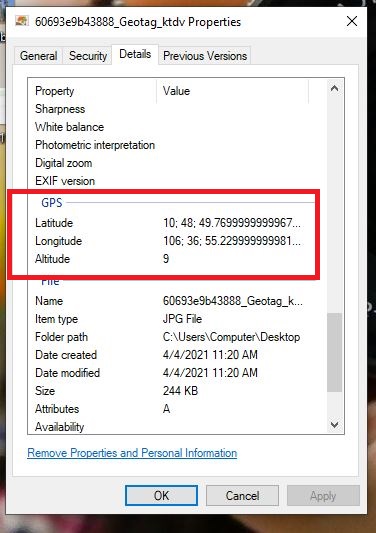 60693e9b43888_Geotag_ktdv Properties
General Security Details Previous Versions
Property Value
Sharpness
White balance
Photometric interpretation
Digital zoom
EXIF version
GPS
Latitude 10; 48; 49.7699999999967...
Longitude 106; 36; 55.229999999981...
Altitude 9
File
Name 60693e9b43888_Geotag_k...
Item type JPG File
Folder path C:\Users\Computer\Desktop
Date created 4/4/2021 11:20 AM
Date modified 4/4/2021 11:20 AM
Size 244 KB
Attributes A
Availability
Remove Properties and Personal Information
OK Cancel Apply